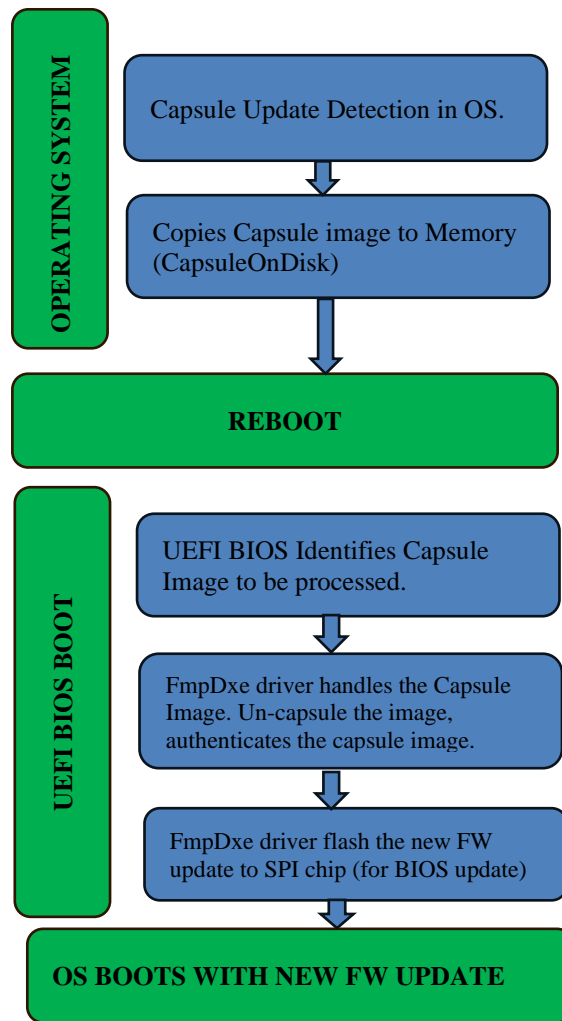 OPERATING SYSTEM
Capsule Update Detection in OS.
Copies Capsule image to Memory
(CapsuleOnDisk)
REBOOT
UEFI BIOS BOOT
UEFI BIOS Identifies Capsule
Image to be processed.
FmpDxe driver handles the Capsule
Image. Un-capsule the image,
authenticates the capsule image.
FmpDxe driver flash the new FW
update to SPI chip (for BIOS update)
OS BOOTS WITH NEW FW UPDATE